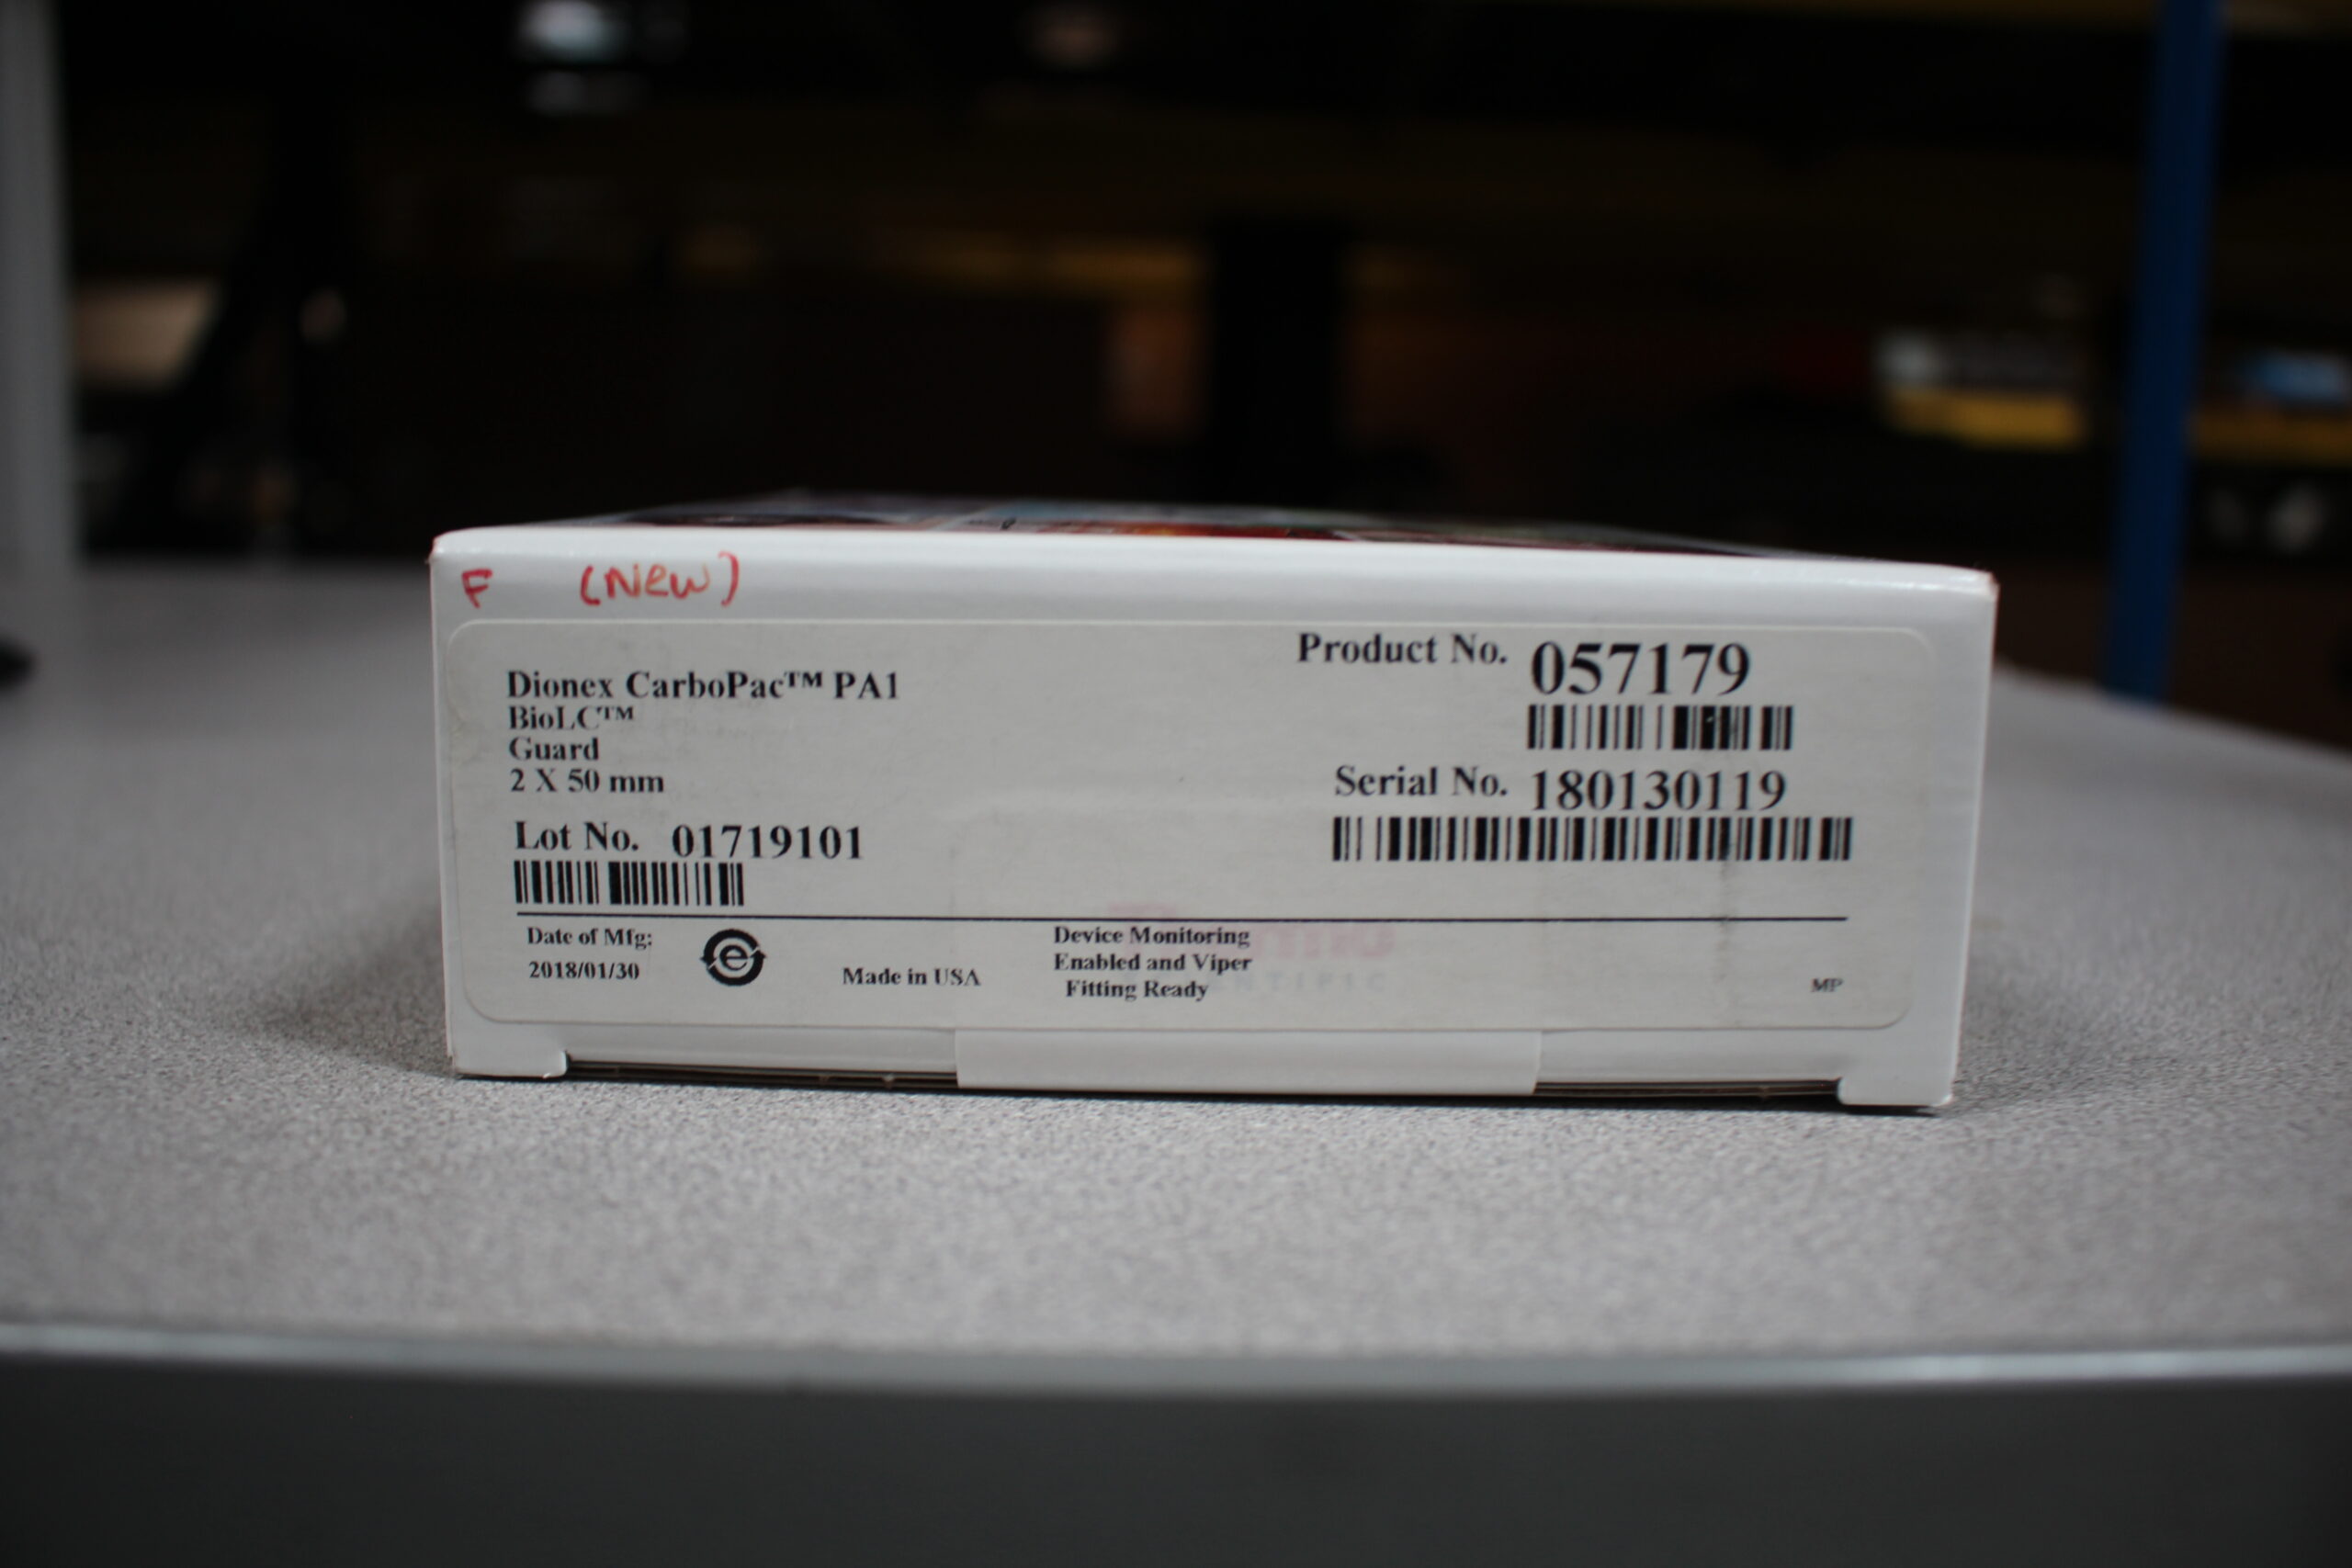 F (New)
Dionex CarboPac™ PA1
BioLC™
Guard
2 X 50 mm
Lot No. 01719101
Product No. 057179
Serial No. 180130119
Date of Mfg:
2018/01/30
e
Made in USA
Device Monitoring
Enabled and Viper
Fitting Ready
MP